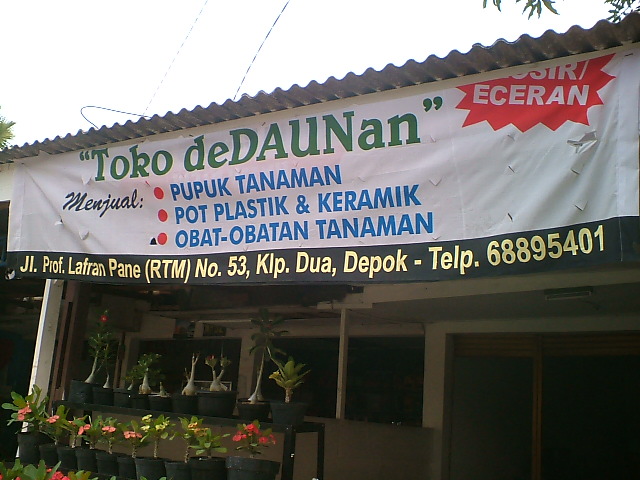 "Toko deDAUNan"
Menjual:
PUPUK TANAMAN
POT PLASTIK & KERAMIK
OBAT-OBATAN TANAMAN
ECERAN
Jl. Prof. Lafran Pane (RTM) No. 53, Klp. Dua, Depok - Telp. 68895401